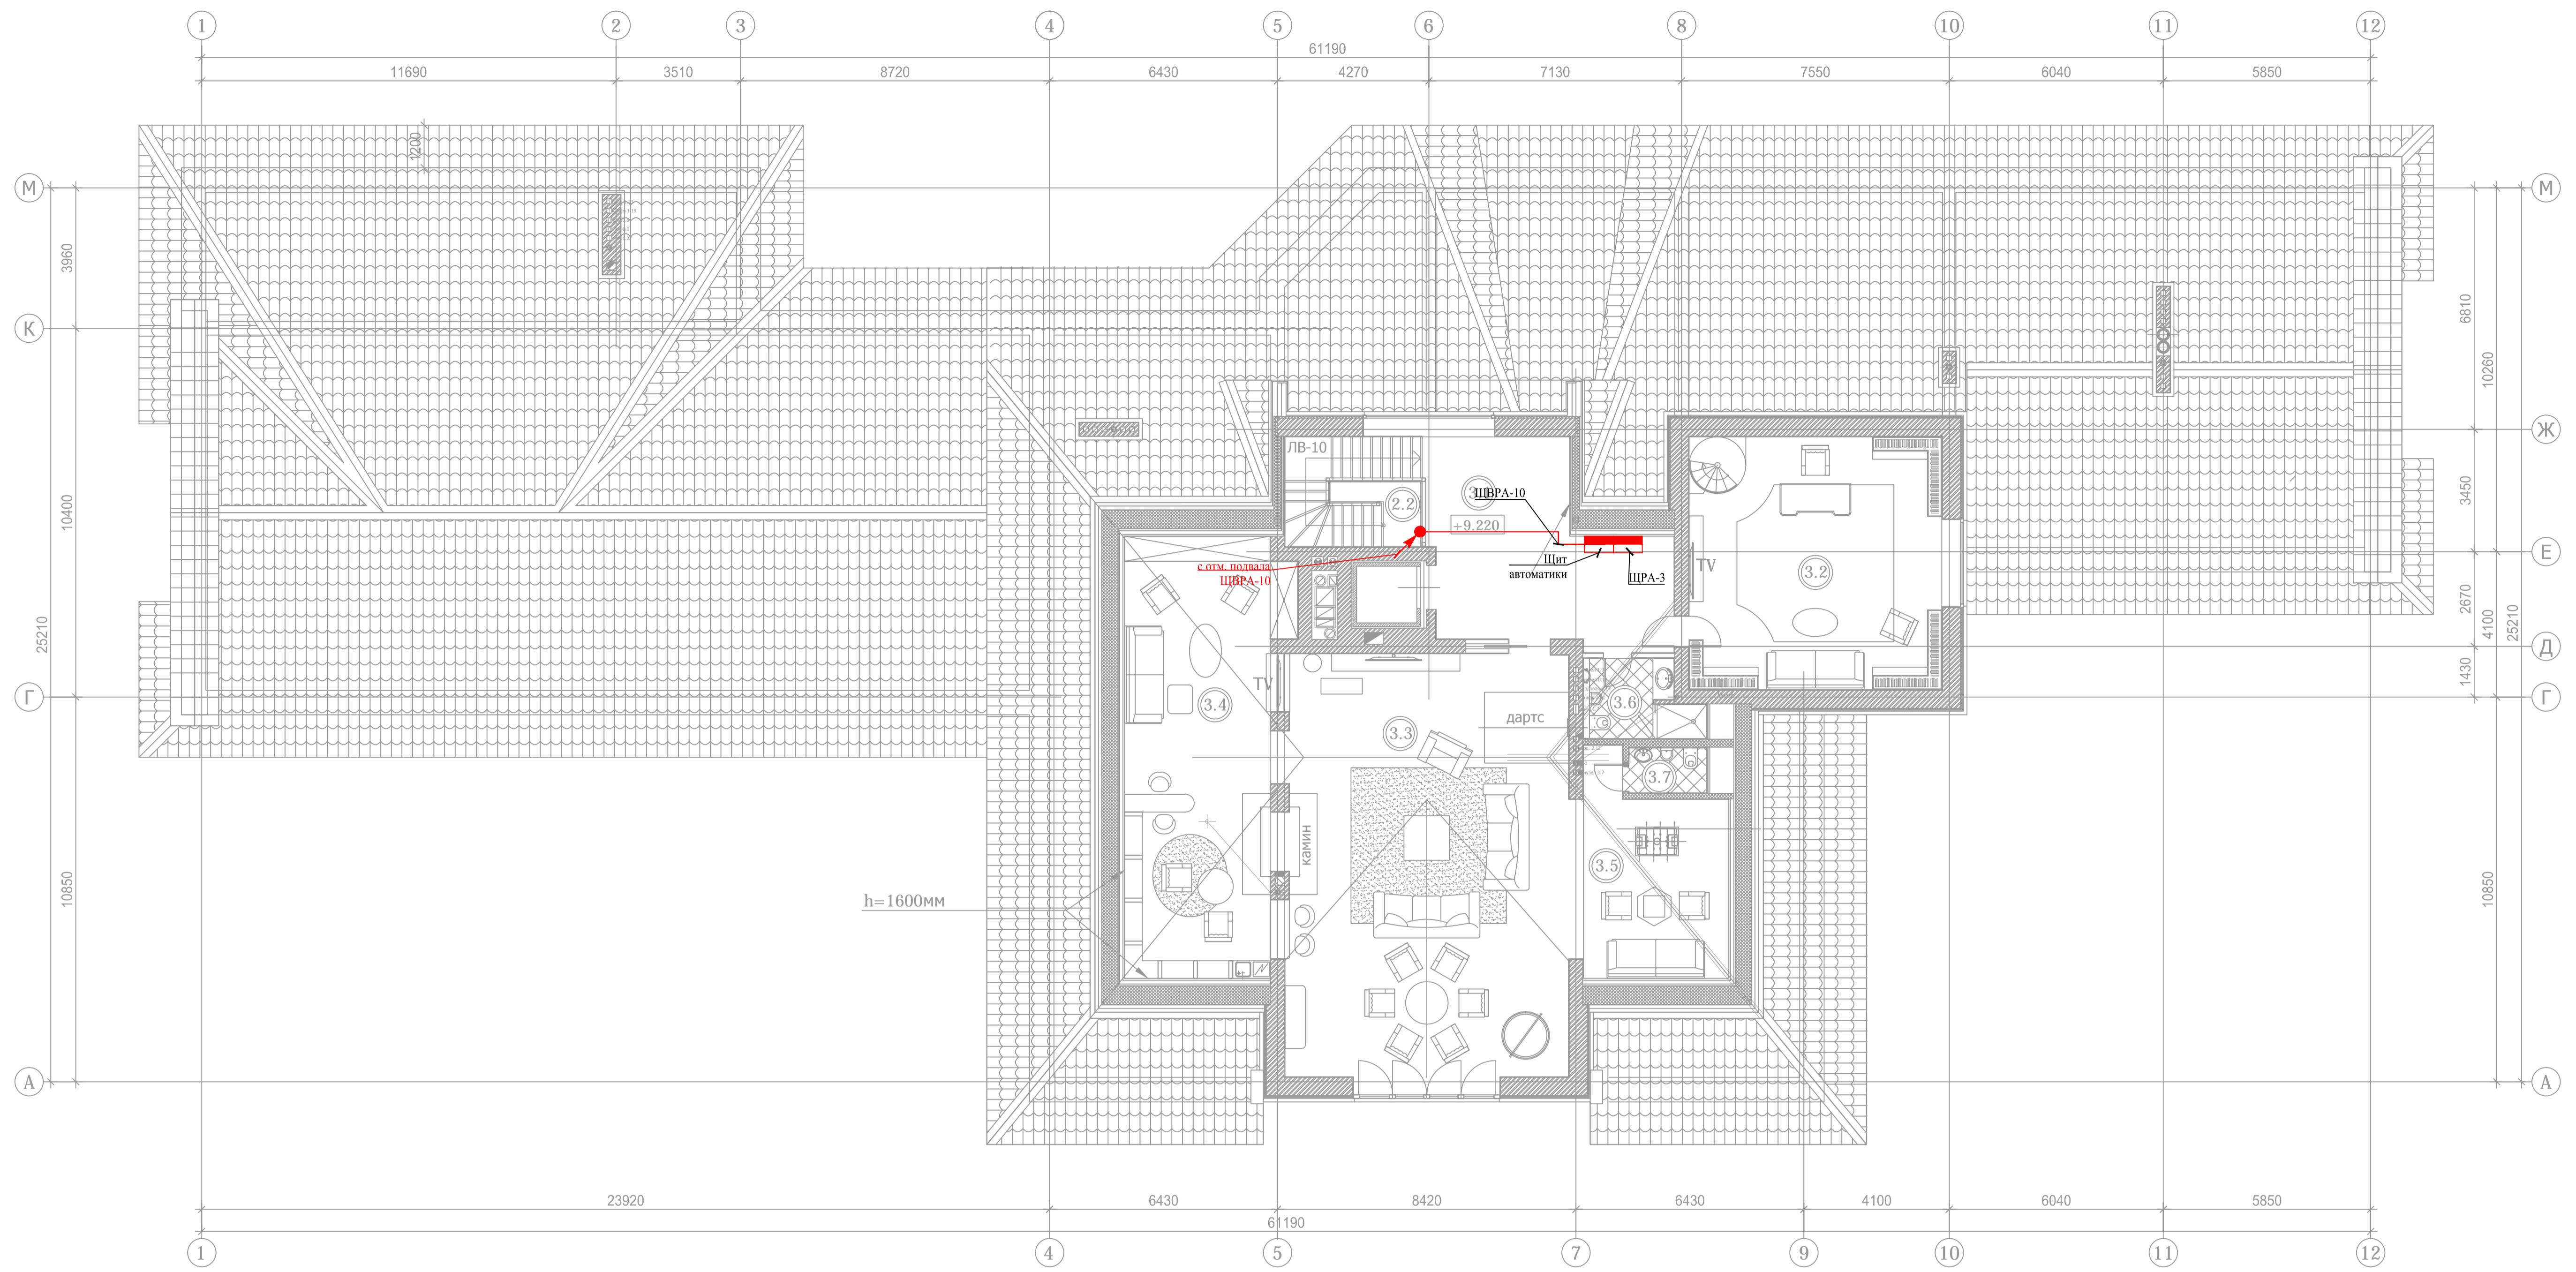 1 2 3 4 5 6 8 10 11 12
61190
11690 3510 8720 6430 4270 7130 7550 6040 5850
1200
М М
3960
6810
К К
10260
Ж
ЛВ-10
3450
10400
2.2
ЩВРА-10
+9.220
Е
с отм. подвала
ЩВРА-10
Щит
автоматики
ЩРА-3
TV
3.2
2670
4100
25210
25210
Д
1430
Г Г
TV
3.4
3.3
дартс
3.6
3.7
камин
3.5
h=1600мм
10850
10850
А А
23920 6430 8420 6430 4100 6040 5850
61190
1 4 5 7 9 10 11 12